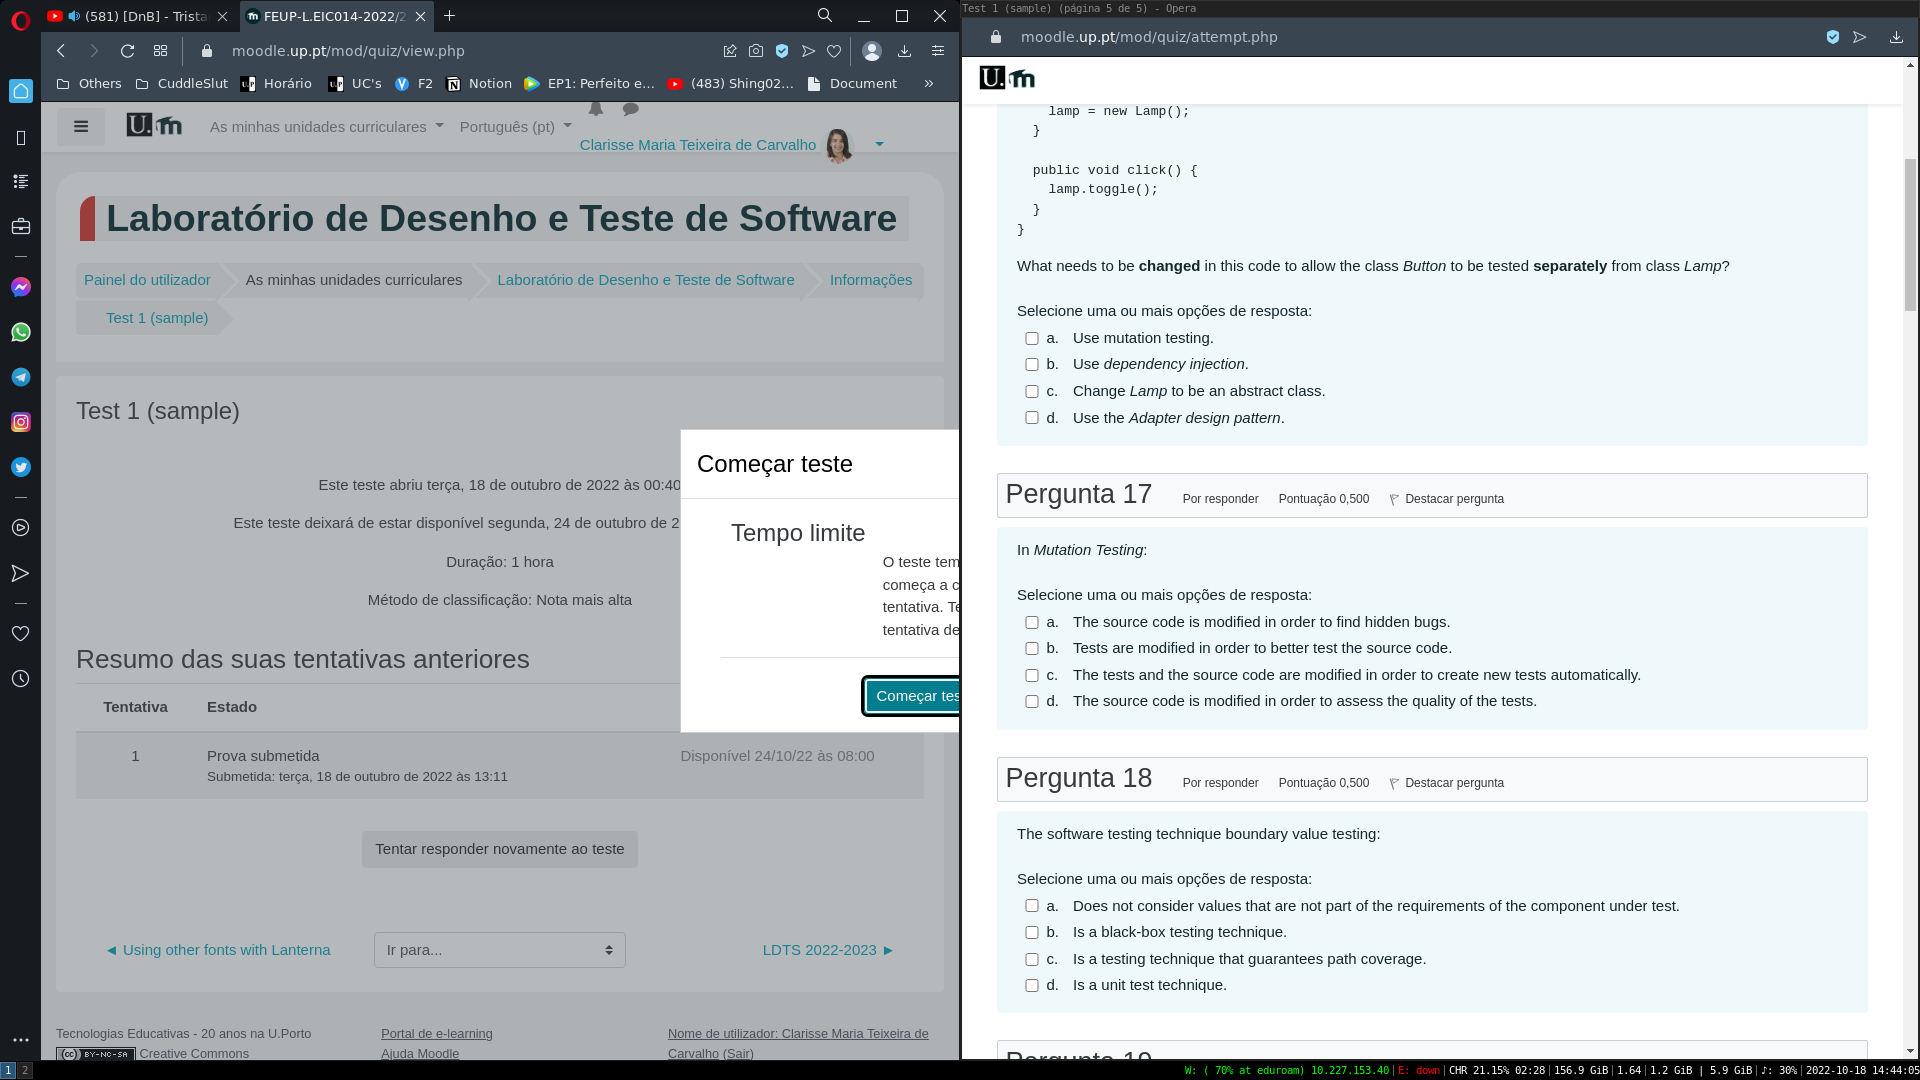 (581) [DnB] - Trista
FEUP-L.EIC014-2022/2
moodle.up.pt/mod/quiz/view.php
Others
CuddleSlut
Horário
UC's
F2
Notion
EP1: Perfeito e...
(483) Shing02...
Document
»
As minhas unidades curriculares
Português (pt)
Clarisse Maria Teixeira de Carvalho
Laboratório de Desenho e Teste de Software
Painel do utilizador
As minhas unidades curriculares
Laboratório de Desenho e Teste de Software
Informações
Test 1 (sample)
Test 1 (sample)
Este teste abriu terça, 18 de outubro de 2022 às 00:40
Este teste deixará de estar disponível segunda, 24 de outubro de 2
Duração: 1 hora
Método de classificação: Nota mais alta
Resumo das suas tentativas anteriores
Tentativa Estado
1 Prova submetida Disponível 24/10/22 às 08:00
Submetida: terça, 18 de outubro de 2022 às 13:11
Tentar responder novamente ao teste
◄ Using other fonts with Lanterna
Ir para...
LDTS 2022-2023 ►
Tecnologias Educativas - 20 anos na U.Porto
(cc) BY-NC-SA Creative Commons
Portal de e-learning
Ajuda Moodle
Nome de utilizador: Clarisse Maria Teixeira de
Carvalho (Sair)
Começar teste
Tempo limite
O teste tem
começa a c
tentativa. Te
tentativa de
Começar tes
Test 1 (sample) (página 5 de 5) - Opera
moodle.up.pt/mod/quiz/attempt.php
lamp = new Lamp();
}
public void click() {
lamp.toggle();
}
}
What needs to be changed in this code to allow the class Button to be tested separately from class Lamp?
Selecione uma ou mais opções de resposta:
a. Use mutation testing.
b. Use dependency injection.
c. Change Lamp to be an abstract class.
d. Use the Adapter design pattern.
Pergunta 17 Por responder Pontuação 0,500 Destacar pergunta
In Mutation Testing:
Selecione uma ou mais opções de resposta:
a. The source code is modified in order to find hidden bugs.
b. Tests are modified in order to better test the source code.
c. The tests and the source code are modified in order to create new tests automatically.
d. The source code is modified in order to assess the quality of the tests.
Pergunta 18 Por responder Pontuação 0,500 Destacar pergunta
The software testing technique boundary value testing:
Selecione uma ou mais opções de resposta:
a. Does not consider values that are not part of the requirements of the component under test.
b. Is a black-box testing technique.
c. Is a testing technique that guarantees path coverage.
d. Is a unit test technique.
Pergunta 19
1 2
W: ( 70% at eduroam) 10.227.153.40|E: down|CHR 21.15% 02:28|156.9 GiB|1.64|1.2 GiB | 5.9 GiB|♪: 30%|2022-10-18 14:44:05